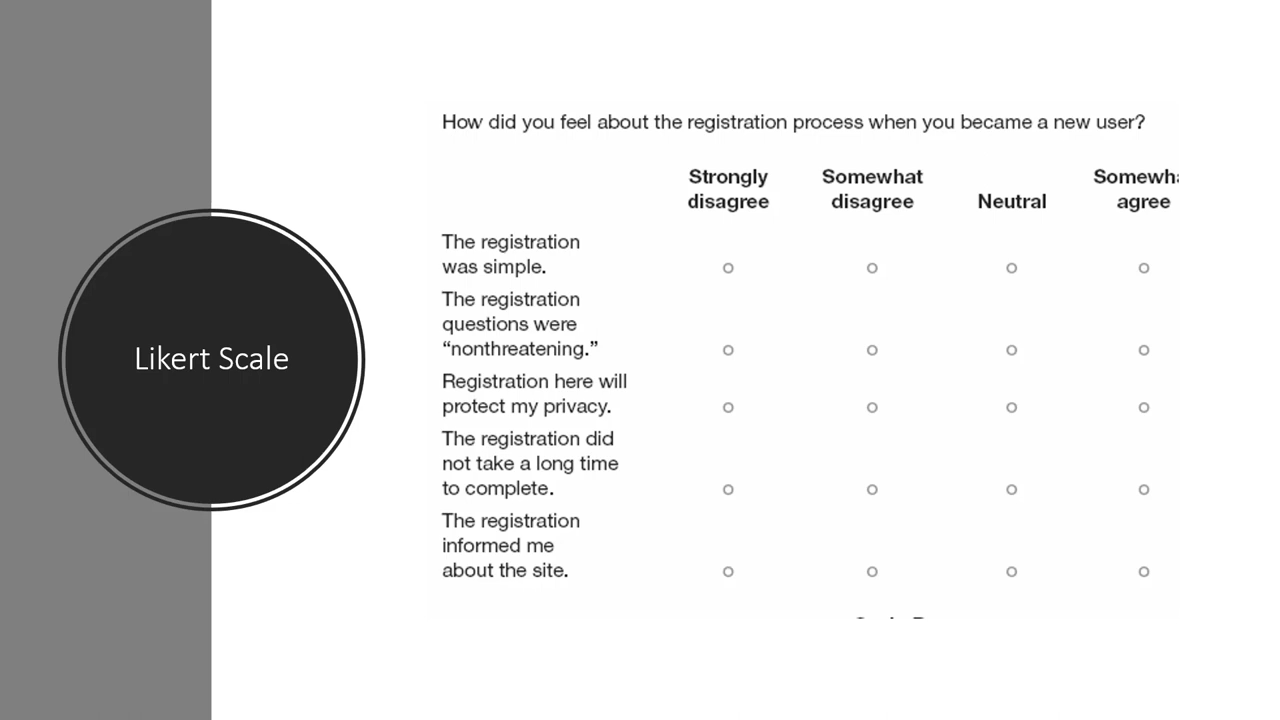 Likert Scale
How did you feel about the registration process when you became a new user?
Strongly disagree
Somewhat disagree
Neutral
agree
The registration
was simple.
The registration
questions were
“nonthreatening.”
Registration here will
protect my privacy.
The registration did
not take a long time
to complete.
The registration
informed me
about the site.